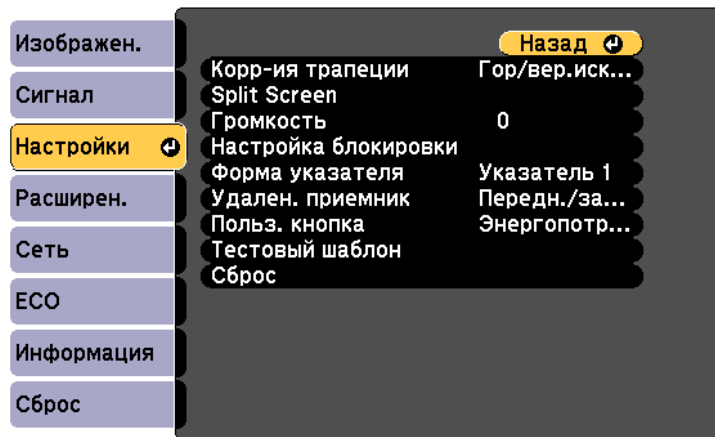 Изображен.
Сигнал
Настройки
Расширен.
Сеть
ECO
Информация
Сброс
Назад
Корр-ия трапеции Гор/вер.иск...
Split Screen
Громкость 0
Настройка блокировки
Форма указателя Указатель 1
Удален. приемник Передн./за...
Польз. кнопка Энергопотр...
Тестовый шаблон
Сброс